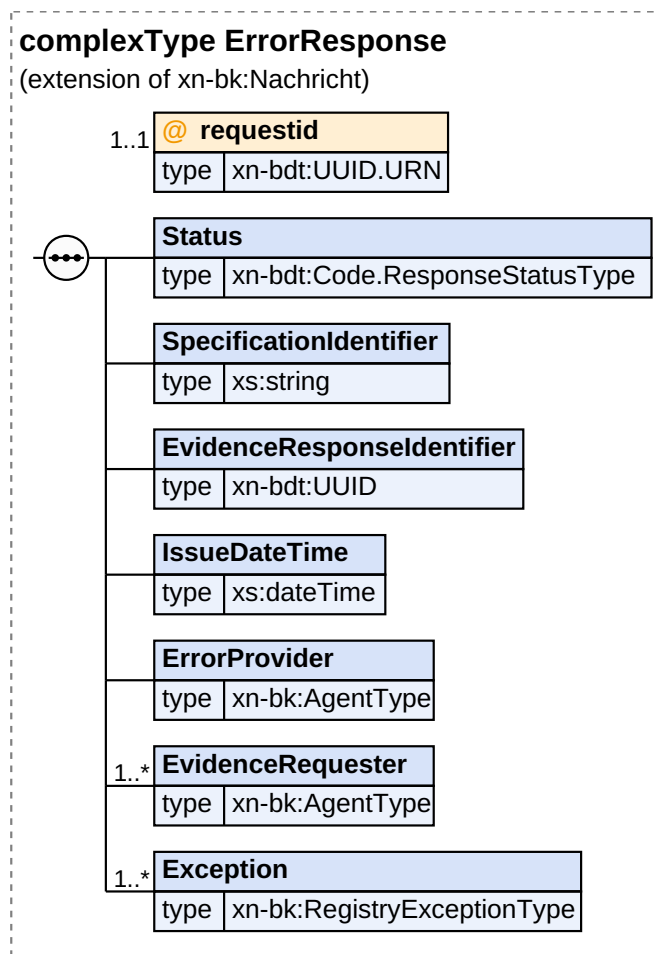 complexType ErrorResponse
(extension of xn-bk:Nachricht)
1..1 @ requestid
type xn-bdt:UUID.URN
Status
type xn-bdt:Code.ResponseStatusType
SpecificationIdentifier
type xs:string
EvidenceResponseIdentifier
type xn-bdt:UUID
IssueDateTime
type xs:dateTime
ErrorProvider
type xn-bk:AgentType
1..* EvidenceRequester
type xn-bk:AgentType
1..* Exception
type xn-bk:RegistryExceptionType